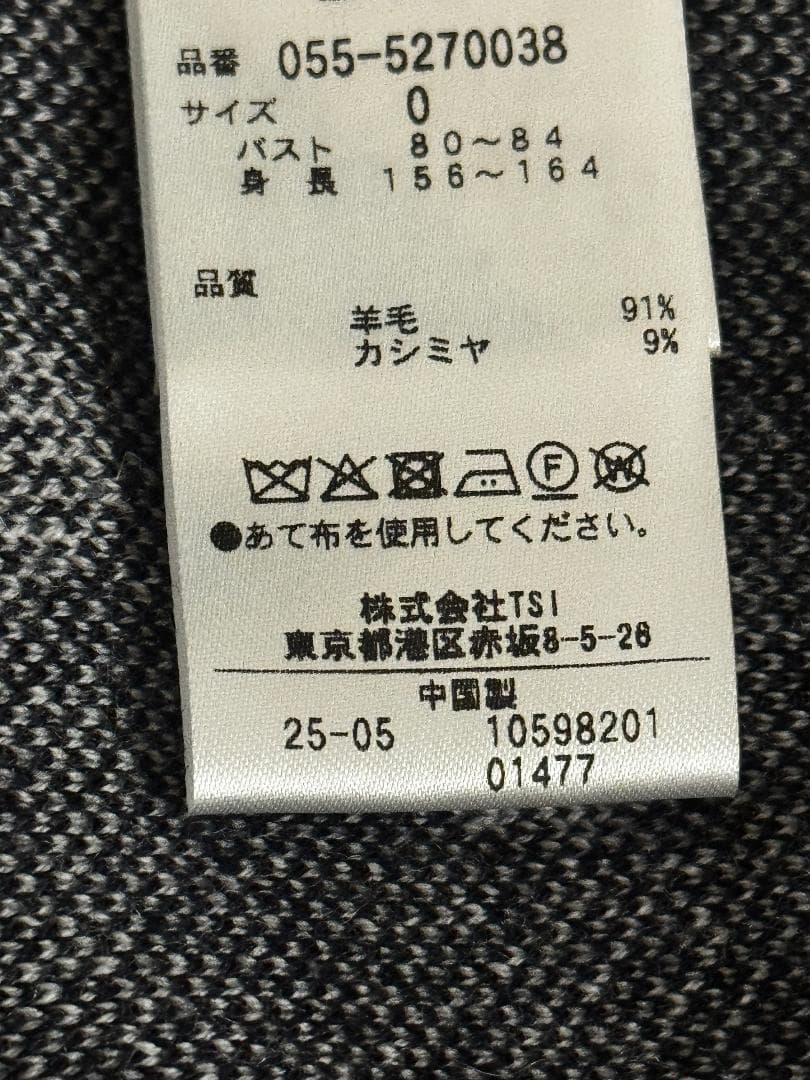 品番 055-5270038
サイズ 0
バスト 80～84
身長 156～164
品質
羊毛 91%
カシミヤ 9%
F
W
●あて布を使用してください。
株式会社TSI
東京都港区赤坂8-5-28
中国製
25-05 10598201
01477